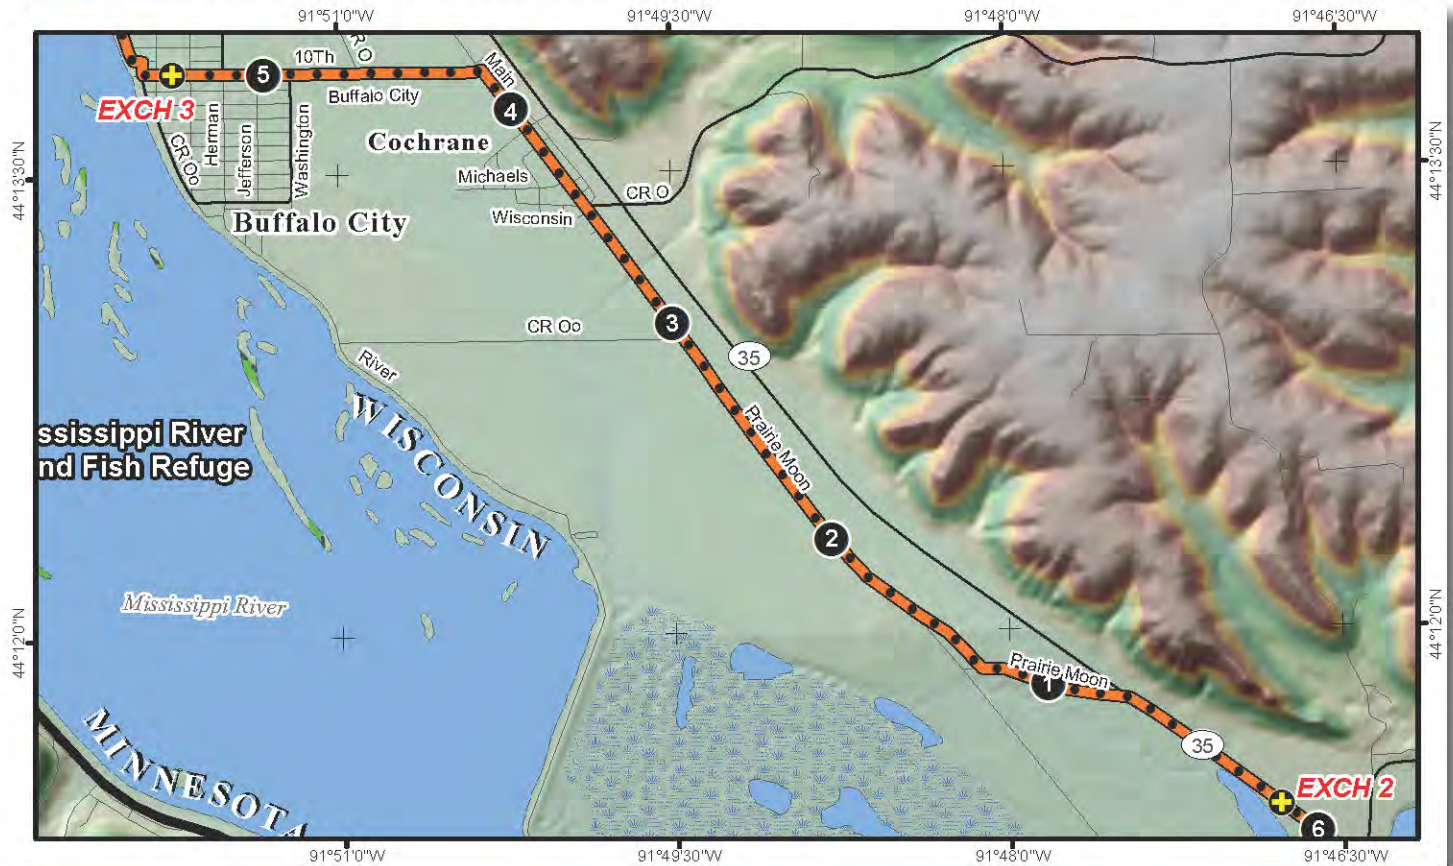 91°51'0"W
91°49'30"W
91°48'0"W
91°46'30"W
10Th
CR O
Main
5
4
EXCH 3
Buffalo City
Cochrane
Herman
Jefferson
Washington
CR Oo
44°13'30"N
44°13'30"N
Michaels
CR O
Wisconsin
Buffalo City
3
CR Oo
35
River
Prairie Moon
WISCONSIN
ssissippi River
nd Fish Refuge
2
Mississippi River
44°12'0"N
44°12'0"N
Prairie Moon
1
35
MINNESOTA
EXCH 2
6
91°51'0"W
91°49'30"W
91°48'0"W
91°46'30"W